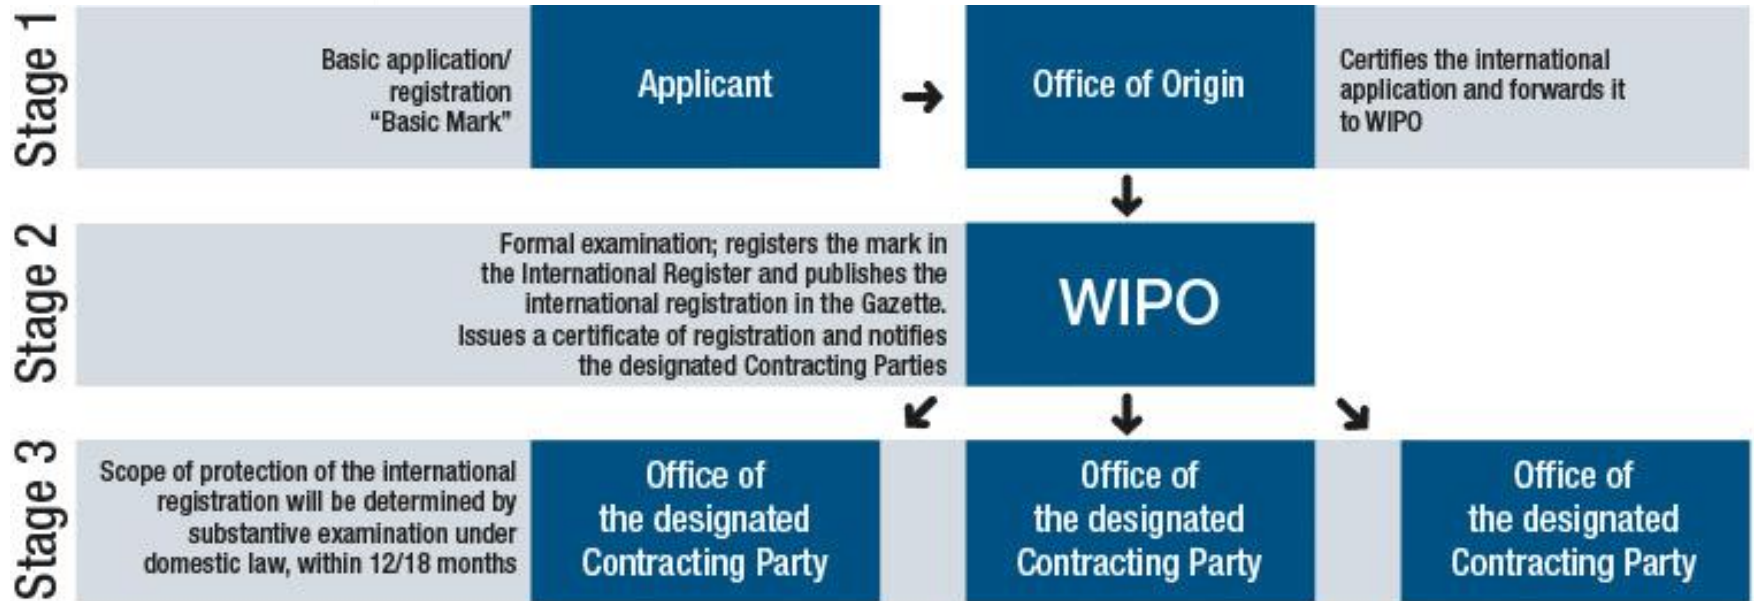 Stage 1
Basic application/
registration
“Basic Mark”
Applicant
Office of Origin
Certifies the international
application and forwards it
to WIPO
Stage 2
Formal examination; registers the mark in
the International Register and publishes the
international registration in the Gazette.
Issues a certificate of registration and notifies
the designated Contracting Parties
WIPO
Stage 3
Scope of protection of the international
registration will be determined by
substantive examination under
domestic law, within 12/18 months
Office of
the designated
Contracting Party
Office of
the designated
Contracting Party
Office of
the designated
Contracting Party